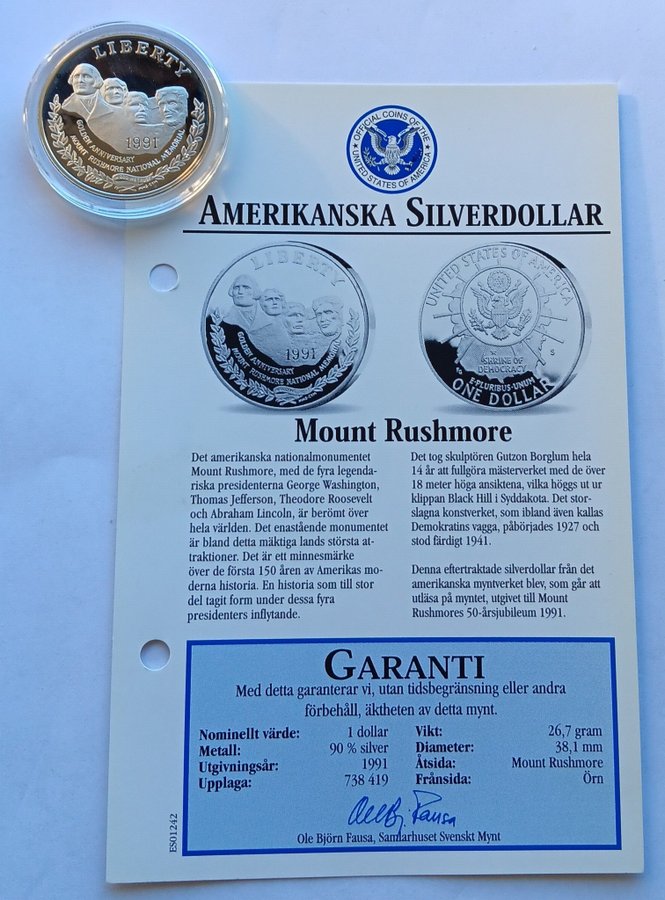 LIBERTY
1991
GOLDEN ANNIVERSARY
MOUNT RUSHMORE NATIONAL MEMORIAL
OFFICIAL COINS OF THE
UNITED STATES OF AMERICA
AMERIKANSKA SILVERDOLLAR
LIBERTY
1991
GOLDEN ANNIVERSARY
MOUNT RUSHMORE NATIONAL MEMORIAL
UNITED STATES OF AMERICA
S
SHRINE OF
DEMOCRACY
E·PLURIBUS·UNUM
ONE DOLLAR
Mount Rushmore
Det amerikanska nationalmonumentet
Mount Rushmore, med de fyra legenda-
riska presidenterna George Washington,
Thomas Jefferson, Theodore Roosevelt
och Abraham Lincoln, är berömt över
hela världen. Det enastående monumentet
är bland detta mäktiga lands största at-
traktioner. Det är ett minnesmärke
över de första 150 åren av Amerikas mo-
derna historia. En historia som till stor
del tagit form under dessa fyra
presidenters inflytande.
Det tog skulptören Gutzon Borglum hela
14 år att fullgöra mästerverket med de över
18 meter höga ansiktena, vilka höggs ut ur
klippan Black Hill i Syddakota. Det stor-
slagna konstverket, som ibland även kallas
Demokratins vagga, påbörjades 1927 och
stod färdigt 1941.
Denna eftertraktade silverdollar från det
amerikanska myntverket blev, som går att
utläsa på myntet, utgivet till Mount
Rushmores 50-årsjubileum 1991.
GARANTI
Med detta garanterar vi, utan tidsbegränsning eller andra
förbehåll, äktheten av detta mynt.
Nominellt värde: 1 dollar
Metall: 90 % silver
Utgivningsår: 1991
Upplaga: 738 419
Vikt: 26,7 gram
Diameter: 38,1 mm
Åtsida: Mount Rushmore
Frånsida: Örn
Ole Bj. Fausa
Ole Björn Fausa, Samlarhuset Svenskt Mynt
ES01242